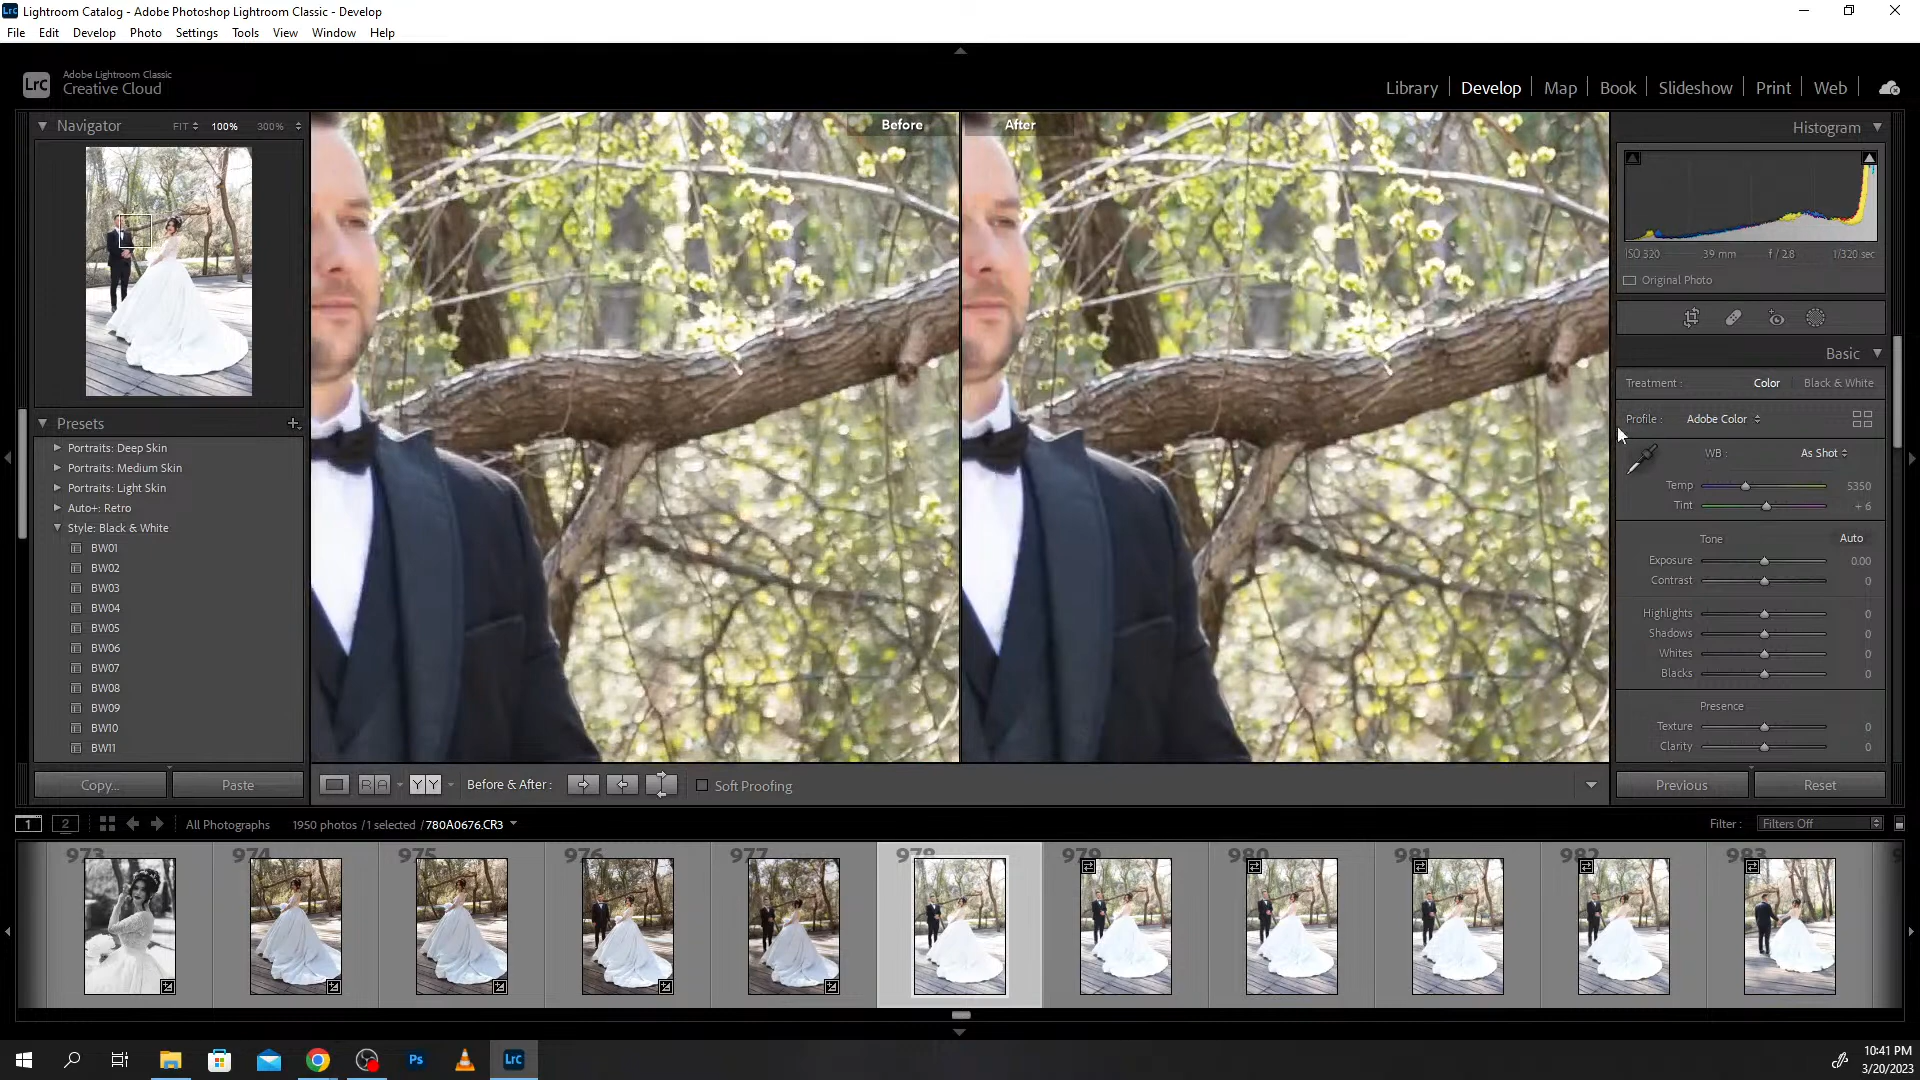 Lightroom Catalog - Adobe Photoshop Lightroom Classic - Develop
File Edit Develop Photo Settings Tools View Window Help
LrC Adobe Lightroom Classic
Creative Cloud
Library Develop Map Book Slideshow Print Web
Navigator FIT 100% 300%
Before After
Histogram
ISO 320 39 mm f / 2.8 1/320 sec
Original Photo
Basic
Treatment : Color Black & White
Profile : Adobe Color
WB : As Shot
Temp 5350
Tint + 6
Tone Auto
Exposure 0.00
Contrast 0
Highlights 0
Shadows 0
Whites 0
Blacks 0
Presence
Texture 0
Clarity 0
Presets
Portraits: Deep Skin
Portraits: Medium Skin
Portraits: Light Skin
Auto+: Retro
Style: Black & White
BW01
BW02
BW03
BW04
BW05
BW06
BW07
BW08
BW09
BW10
BW11
Copy... Paste
R A Y Y Before & After : Soft Proofing
Previous Reset
1 2 All Photographs 1950 photos / 1 selected / 780A0676.CR3
Filter : Filters Off
973 974 975 976 977 978 979 980 981 982 983
Ps LrC
10:41 PM
3/20/2023